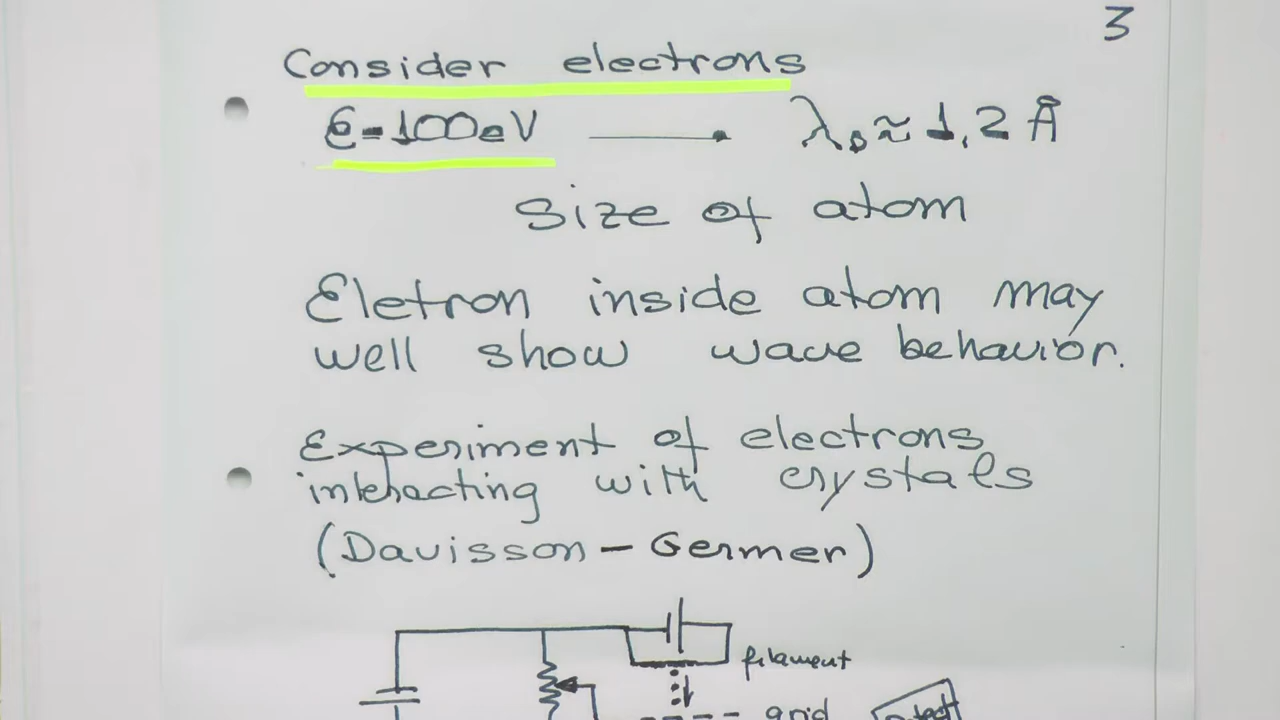 3
Consider electrons
E=100eV → λ₀≈1,2 Å
Size of atom
Eletron inside atom may
well show wave behavior.
Experiment of electrons
interacting with crystals
(Davisson-Germer)
filament
grid